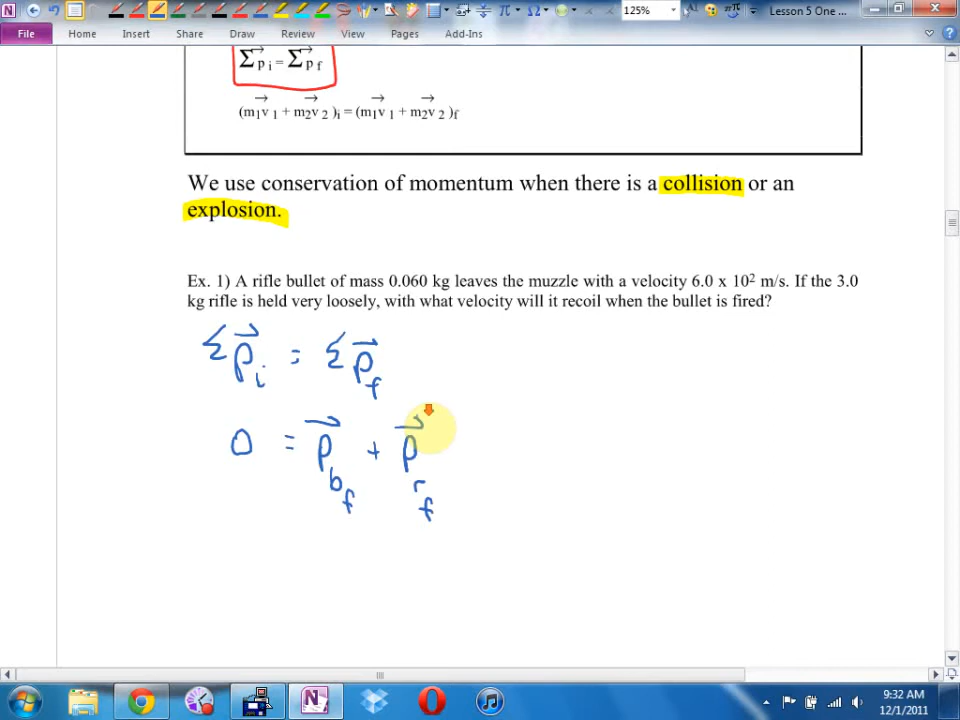 125%
Lesson 5 One ...
File Home Insert Share Draw Review View Pages Add-Ins
∑p⃗ i = ∑p⃗ f
(m₁v⃗ ₁ + m₂v⃗ ₂ )i = (m₁v⃗ ₁ + m₂v⃗ ₂ )f
We use conservation of momentum when there is a collision or an
explosion.
Ex. 1) A rifle bullet of mass 0.060 kg leaves the muzzle with a velocity 6.0 x 10² m/s. If the 3.0
kg rifle is held very loosely, with what velocity will it recoil when the bullet is fired?
Σp⃗i = Σp⃗f
0 = p⃗bf + p⃗rf
9:32 AM
12/1/2011